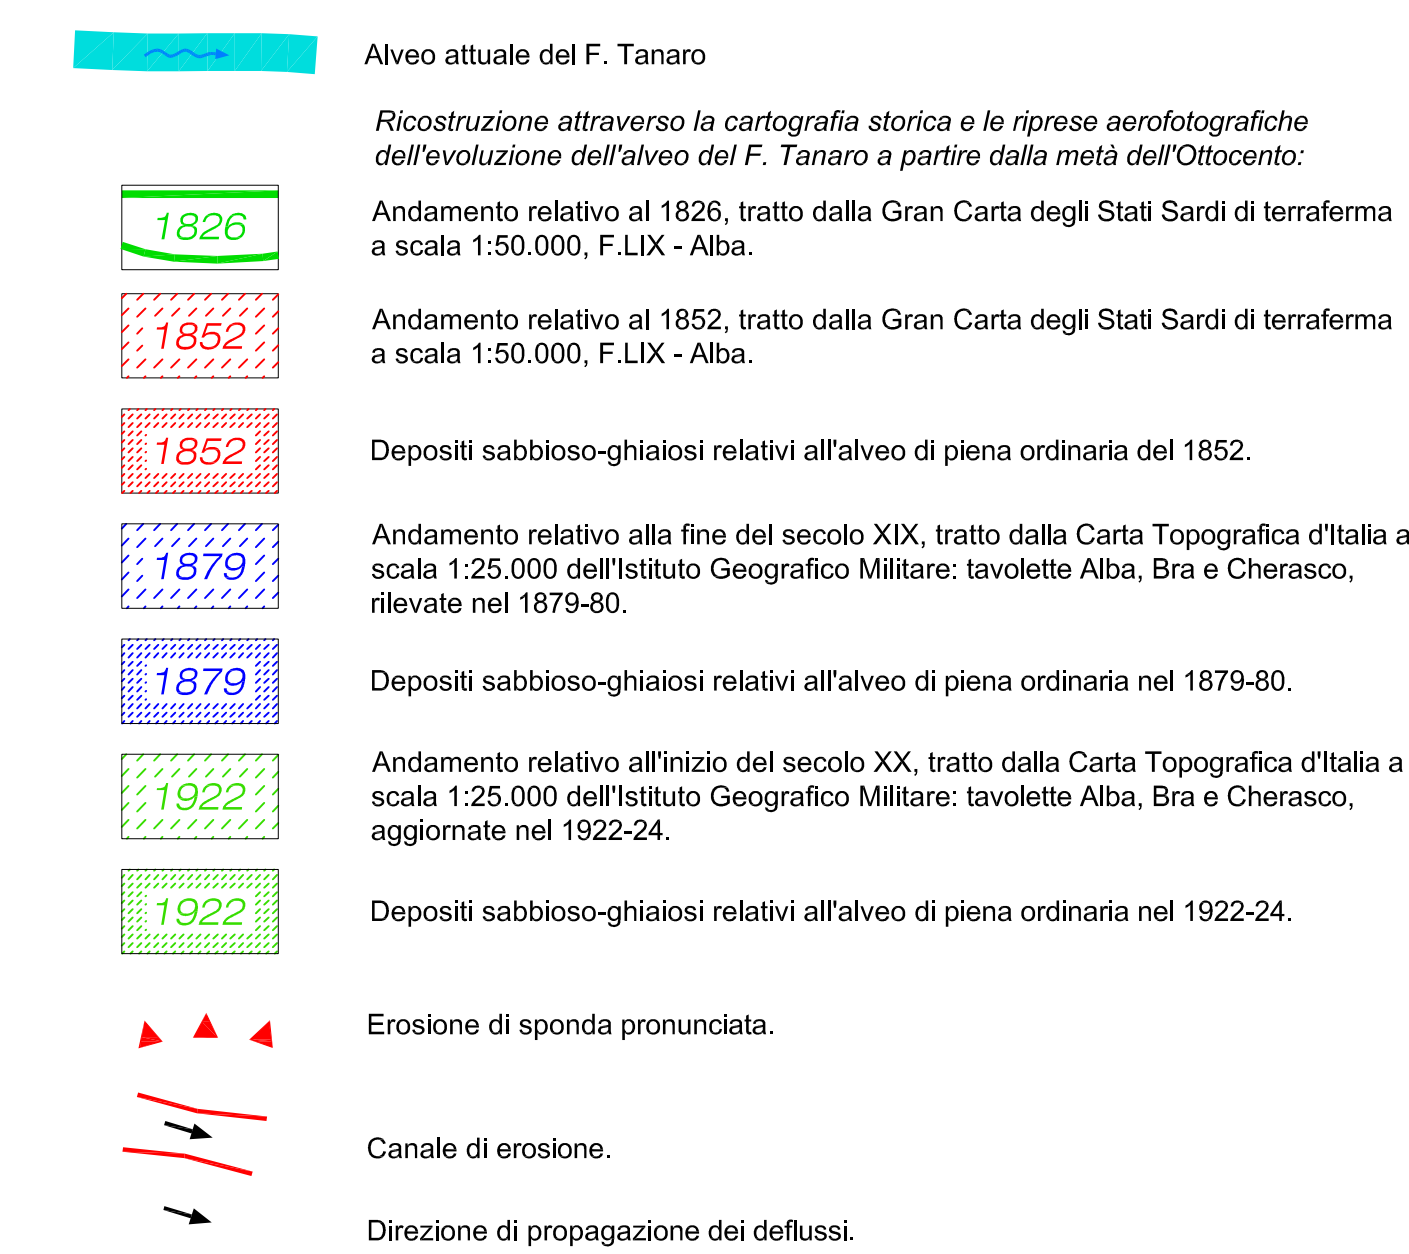 Alveo attuale del F. Tanaro
Ricostruzione attraverso la cartografia storica e le riprese aerofotografiche
dell'evoluzione dell'alveo del F. Tanaro a partire dalla metà dell'Ottocento:
1826
Andamento relativo al 1826, tratto dalla Gran Carta degli Stati Sardi di terraferma
a scala 1:50.000, F.LIX - Alba.
1852
Andamento relativo al 1852, tratto dalla Gran Carta degli Stati Sardi di terraferma
a scala 1:50.000, F.LIX - Alba.
1852
Depositi sabbioso-ghiaiosi relativi all'alveo di piena ordinaria del 1852.
1879
Andamento relativo alla fine del secolo XIX, tratto dalla Carta Topografica d'Italia a
scala 1:25.000 dell'Istituto Geografico Militare: tavolette Alba, Bra e Cherasco,
rilevate nel 1879-80.
1879
Depositi sabbioso-ghiaiosi relativi all'alveo di piena ordinaria nel 1879-80.
1922
Andamento relativo all'inizio del secolo XX, tratto dalla Carta Topografica d'Italia a
scala 1:25.000 dell'Istituto Geografico Militare: tavolette Alba, Bra e Cherasco,
aggiornate nel 1922-24.
1922
Depositi sabbioso-ghiaiosi relativi all'alveo di piena ordinaria nel 1922-24.
Erosione di sponda pronunciata.
Canale di erosione.
Direzione di propagazione dei deflussi.